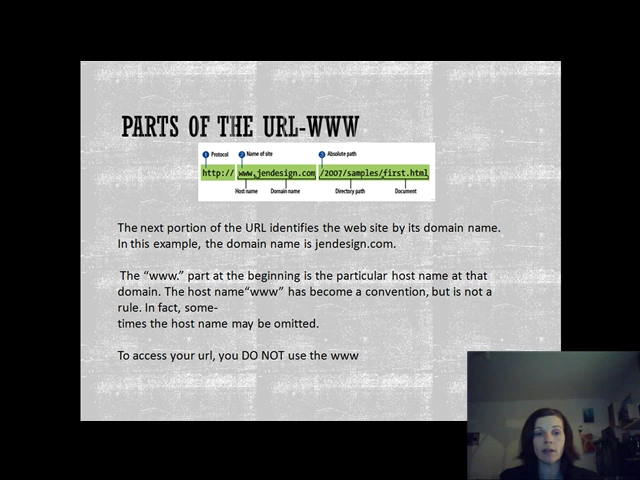 PARTS OF THE URL-WWW
1 Protocol 2 Name of site 3 Absolute path
http:// www.jendesign.com /2007/samples/first.html
Host name Domain name Directory path Document
The next portion of the URL identifies the web site by its domain name.
In this example, the domain name is jendesign.com.
The “www.” part at the beginning is the particular host name at that
domain. The host name“www” has become a convention, but is not a
rule. In fact, some-
times the host name may be omitted.
To access your url, you DO NOT use the www